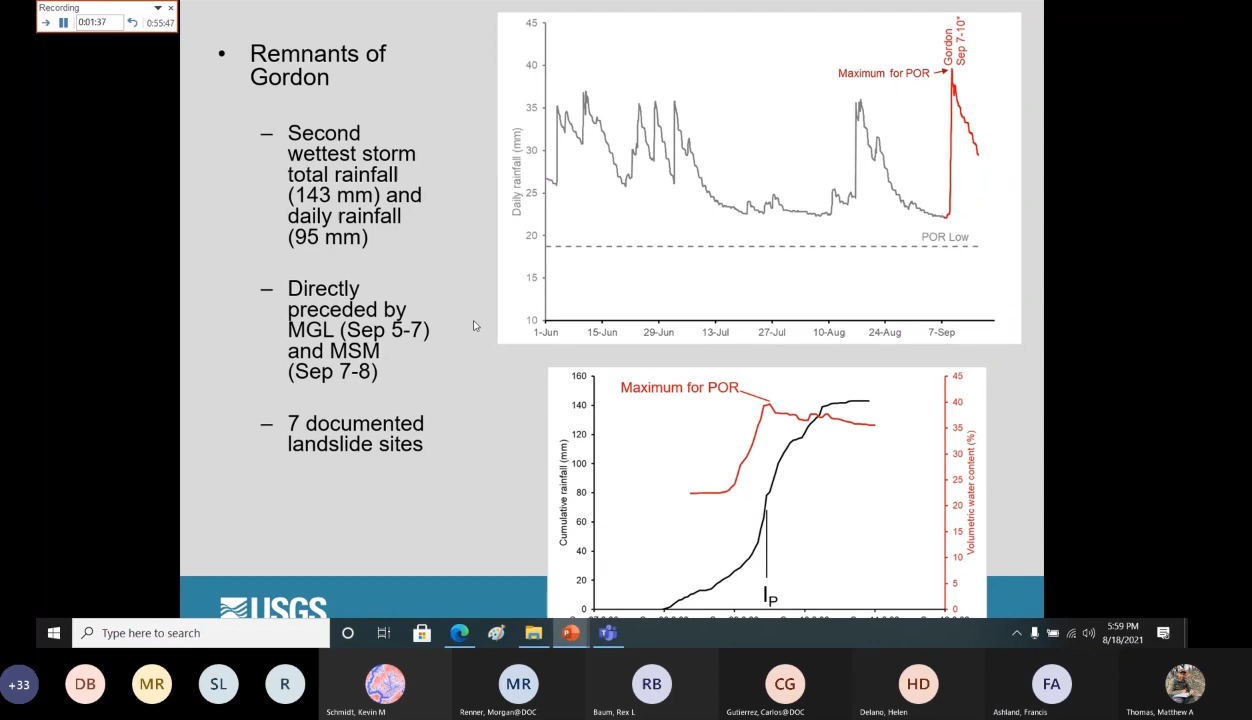 Recording
0:01:37
0:55:47
• Remnants of
Gordon
– Second
wettest storm
total rainfall
(143 mm) and
daily rainfall
(95 mm)
– Directly
preceded by
MGL (Sep 5-7)
and MSM
(Sep 7-8)
– 7 documented
landslide sites
Daily rainfall (mm)
45
40
35
30
25
20
15
10
Gordon
Sep 7-10*
Maximum for POR
POR Low
1-Jun 15-Jun 29-Jun 13-Jul 27-Jul 10-Aug 24-Aug 7-Sep
Cumulative rainfall (mm)
160
140
120
100
80
60
40
20
0
Maximum for POR
Ip
45
40
35
30
25
20
15
10
5
0
Volumetric water content (%)
USGS
Type here to search
5:59 PM
8/18/2021
+33 DB MR SL R MR RB CG HD FA
Schmidt, Kevin M Renner, Morgan@DOC Baum, Rex L Gutierrez, Carlos@DOC Delano, Helen Ashland, Francis Thomas, Matthew A